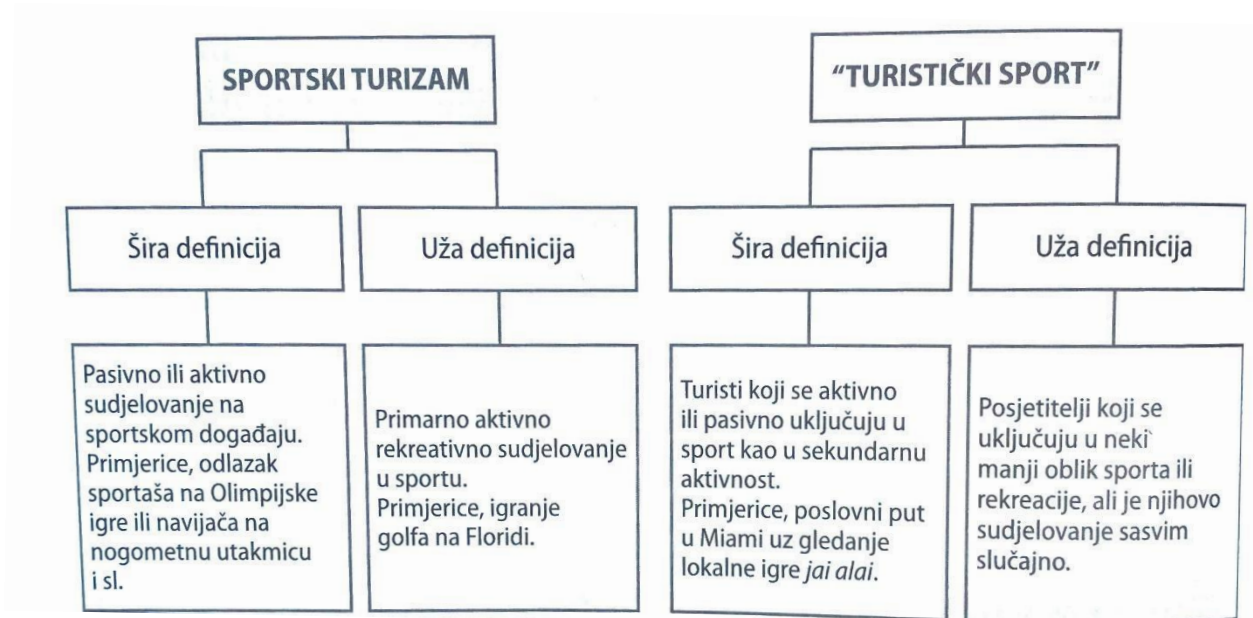 SPORTSKI TURIZAM
Šira definicija
Pasivno ili aktivno
sudjelovanje na
sportskom događaju.
Primjerice, odlazak
sportaša na Olimpijske
igre ili navijača na
nogometnu utakmicu
i sl.
Uža definicija
Primarno aktivno
rekreativno sudjelovanje
u sportu.
Primjerice, igranje
golfa na Floridi.
“TURISTIČKI SPORT”
Šira definicija
Turisti koji se aktivno
ili pasivno uključuju u
sport kao u sekundarnu
aktivnost.
Primjerice, poslovni put
u Miami uz gledanje
lokalne igre jai alai.
Uža definicija
Posjetitelji koji se
uključuju u neki
manji oblik sporta ili
rekreacije, ali je njihovo
sudjelovanje sasvim
slučajno.